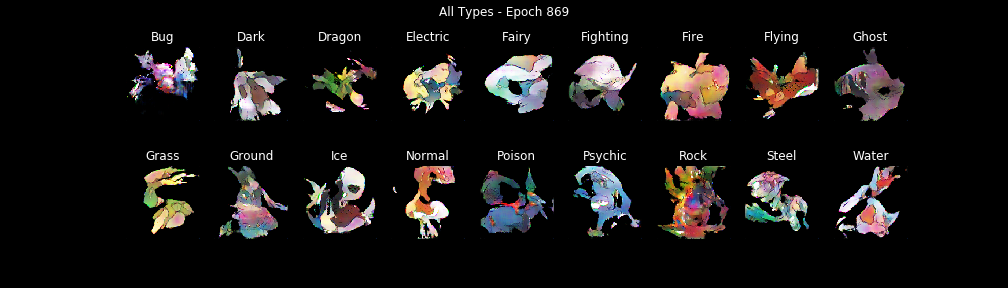 All Types - Epoch 869
Bug Dark Dragon Electric Fairy Fighting Fire Flying Ghost
Grass Ground Ice Normal Poison Psychic Rock Steel Water